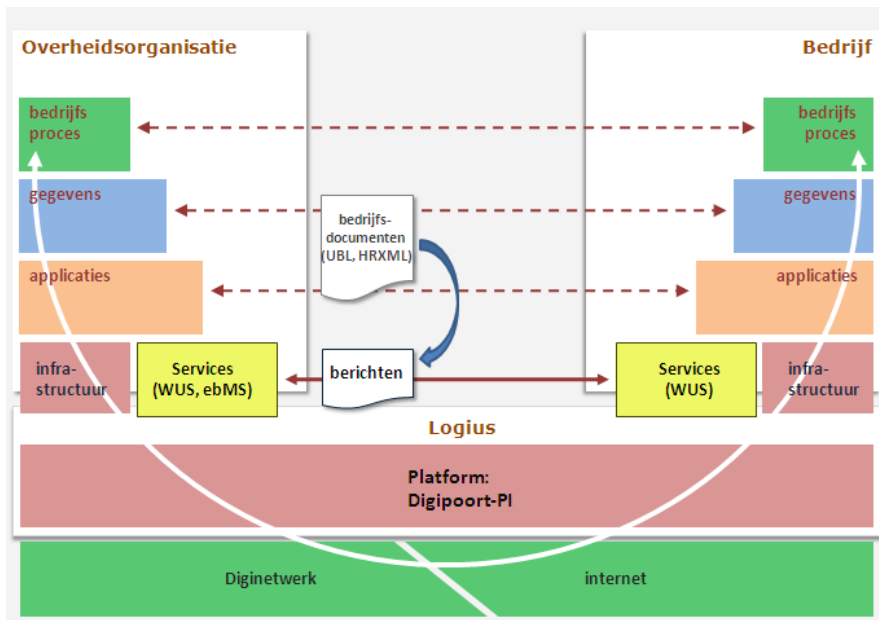 Overheidsorganisatie
Bedrijf
bedrijfs
proces
bedrijfs
proces
gegevens
gegevens
bedrijfs-
documenten
(UBL, HRXML)
applicaties
applicaties
infra-
structuur
Services
(WUS, ebMS)
berichten
Services
(WUS)
infra-
structuur
Logius
Platform:
Digipoort-PI
Diginetwerk
internet